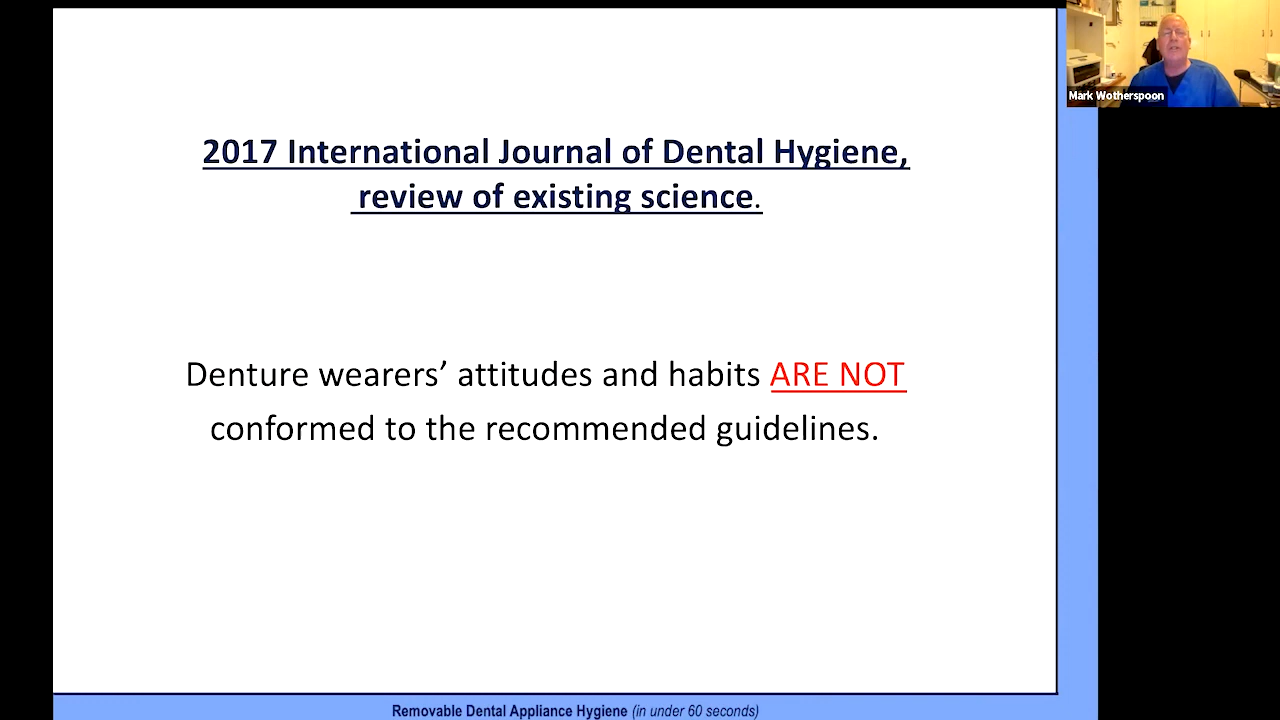 Mark Wotherspoon
2017 International Journal of Dental Hygiene,
review of existing science.
Denture wearers’ attitudes and habits ARE NOT
conformed to the recommended guidelines.
Removable Dental Appliance Hygiene (in under 60 seconds)